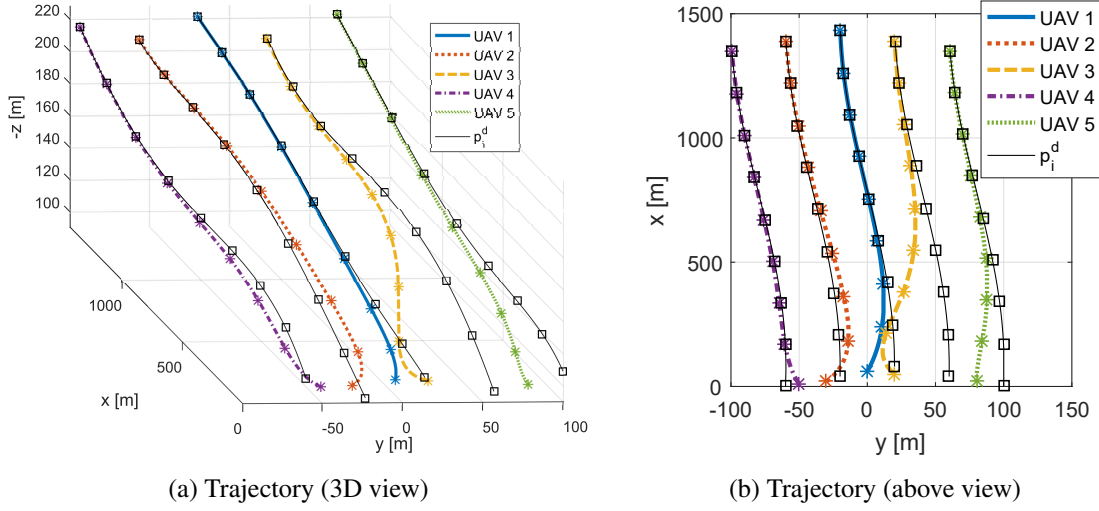 220
200
180
160
140
120
100
-z [m]
1000
500
x [m]
0
-50
0
50
100
y [m]
UAV 1
UAV 2
UAV 3
UAV 4
UAV 5
p_i^d
(a) Trajectory (3D view)
1500
1000
500
0
x [m]
-100
-50
0
50
100
150
y [m]
UAV 1
UAV 2
UAV 3
UAV 4
UAV 5
p_i^d
(b) Trajectory (above view)